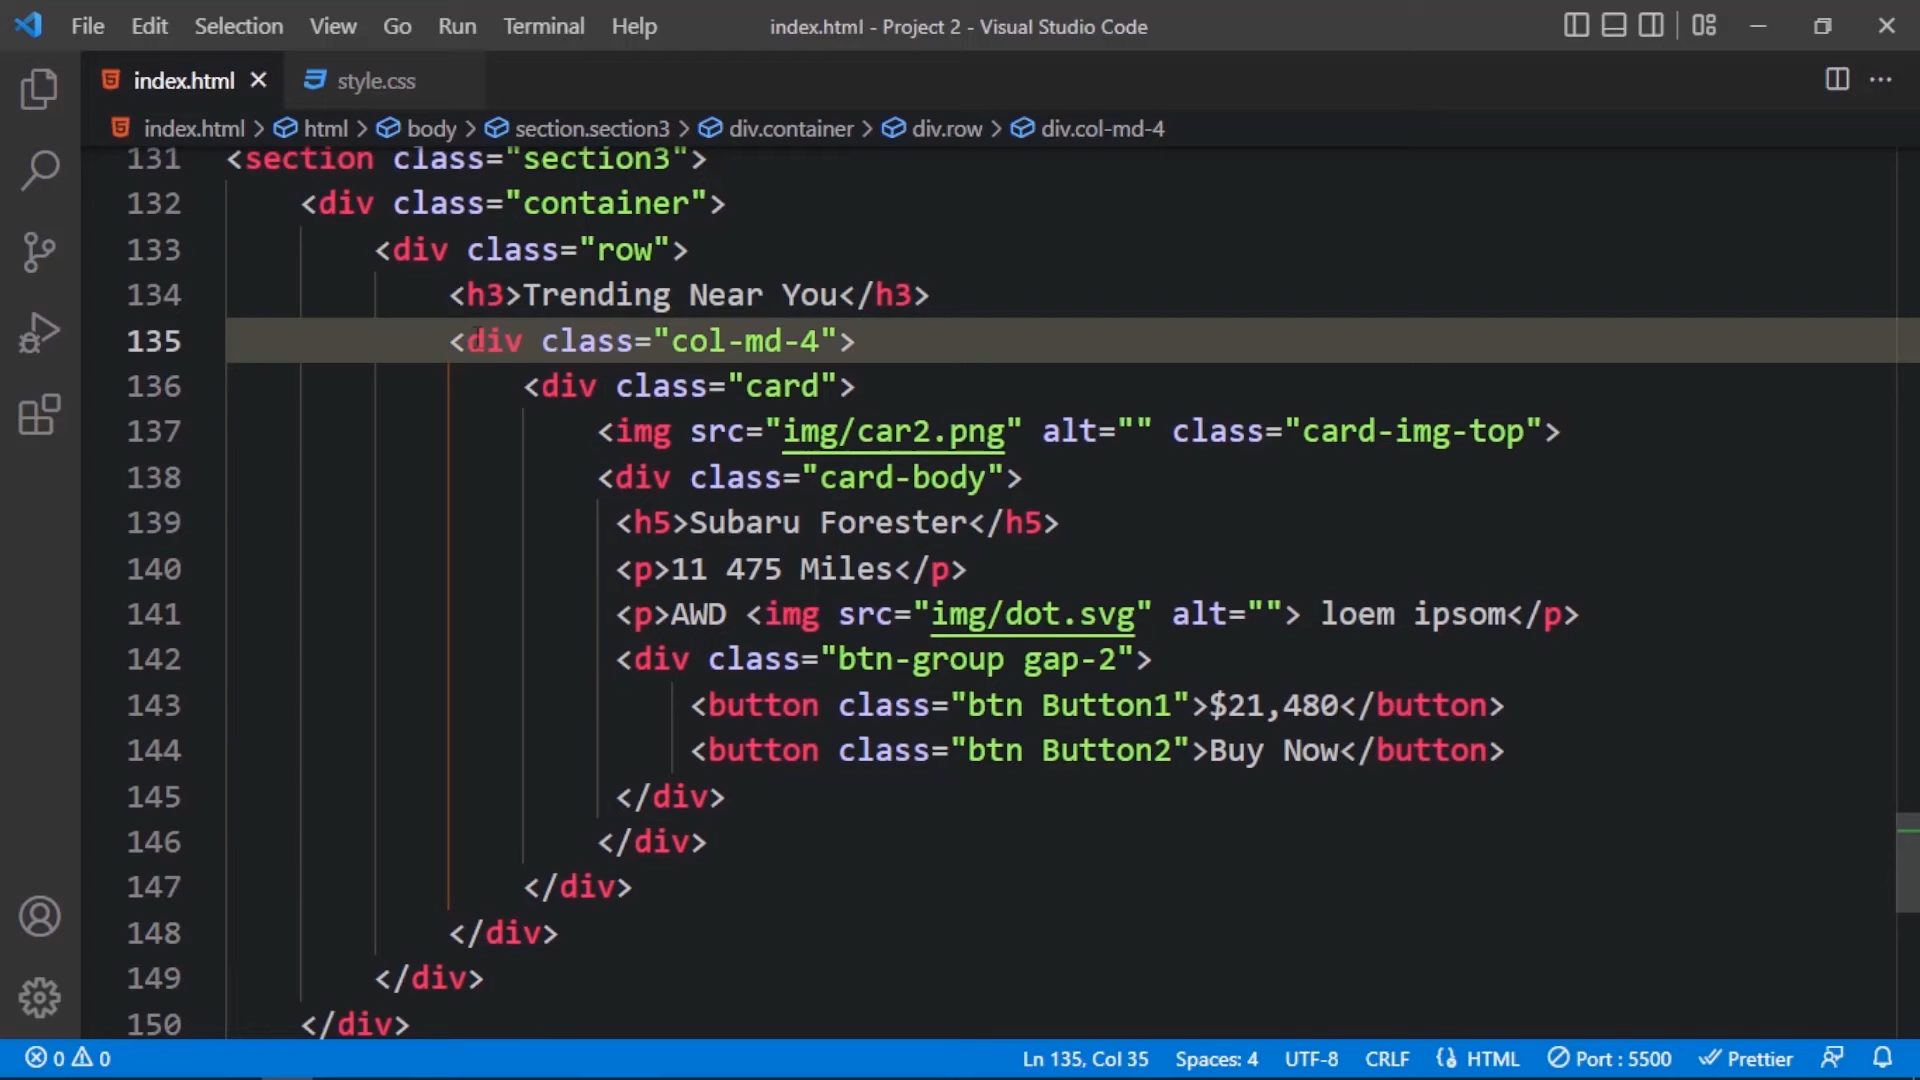 File Edit Selection View Go Run Terminal Help index.html - Project 2 - Visual Studio Code
index.html style.css
index.html > html > body > section.section3 > div.container > div.row > div.col-md-4
131 <section class="section3">
132 <div class="container">
133 <div class="row">
134 <h3>Trending Near You</h3>
135 <div class="col-md-4">
136 <div class="card">
137 <img src="img/car2.png" alt="" class="card-img-top">
138 <div class="card-body">
139 <h5>Subaru Forester</h5>
140 <p>11 475 Miles</p>
141 <p>AWD <img src="img/dot.svg" alt=""> loem ipsom</p>
142 <div class="btn-group gap-2">
143 <button class="btn Button1">$21,480</button>
144 <button class="btn Button2">Buy Now</button>
145 </div>
146 </div>
147 </div>
148 </div>
149 </div>
150 </div>
0 0 Ln 135, Col 35 Spaces: 4 UTF-8 CRLF HTML Port : 5500 Prettier